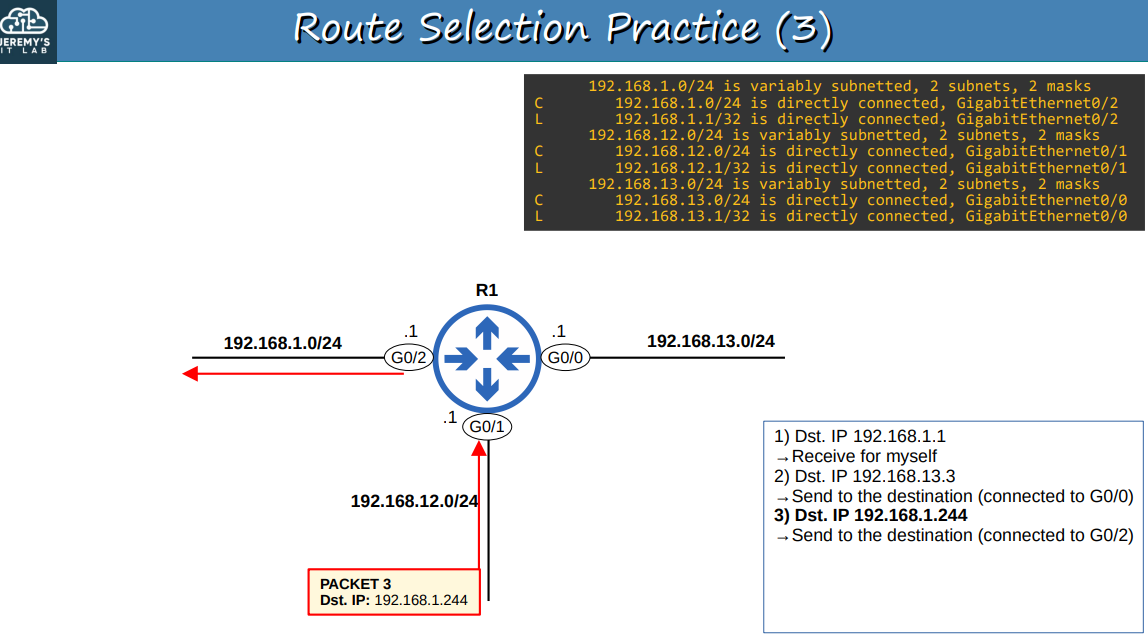 JEREMY'S
IT LAB
Route Selection Practice (3)
192.168.1.0/24 is variably subnetted, 2 subnets, 2 masks
C 192.168.1.0/24 is directly connected, GigabitEthernet0/2
L 192.168.1.1/32 is directly connected, GigabitEthernet0/2
192.168.12.0/24 is variably subnetted, 2 subnets, 2 masks
C 192.168.12.0/24 is directly connected, GigabitEthernet0/1
L 192.168.12.1/32 is directly connected, GigabitEthernet0/1
192.168.13.0/24 is variably subnetted, 2 subnets, 2 masks
C 192.168.13.0/24 is directly connected, GigabitEthernet0/0
L 192.168.13.1/32 is directly connected, GigabitEthernet0/0
R1
192.168.1.0/24
.1
G0/2
.1
G0/0
192.168.13.0/24
.1
G0/1
192.168.12.0/24
PACKET 3
Dst. IP: 192.168.1.244
1) Dst. IP 192.168.1.1
→Receive for myself
2) Dst. IP 192.168.13.3
→Send to the destination (connected to G0/0)
3) Dst. IP 192.168.1.244
→Send to the destination (connected to G0/2)